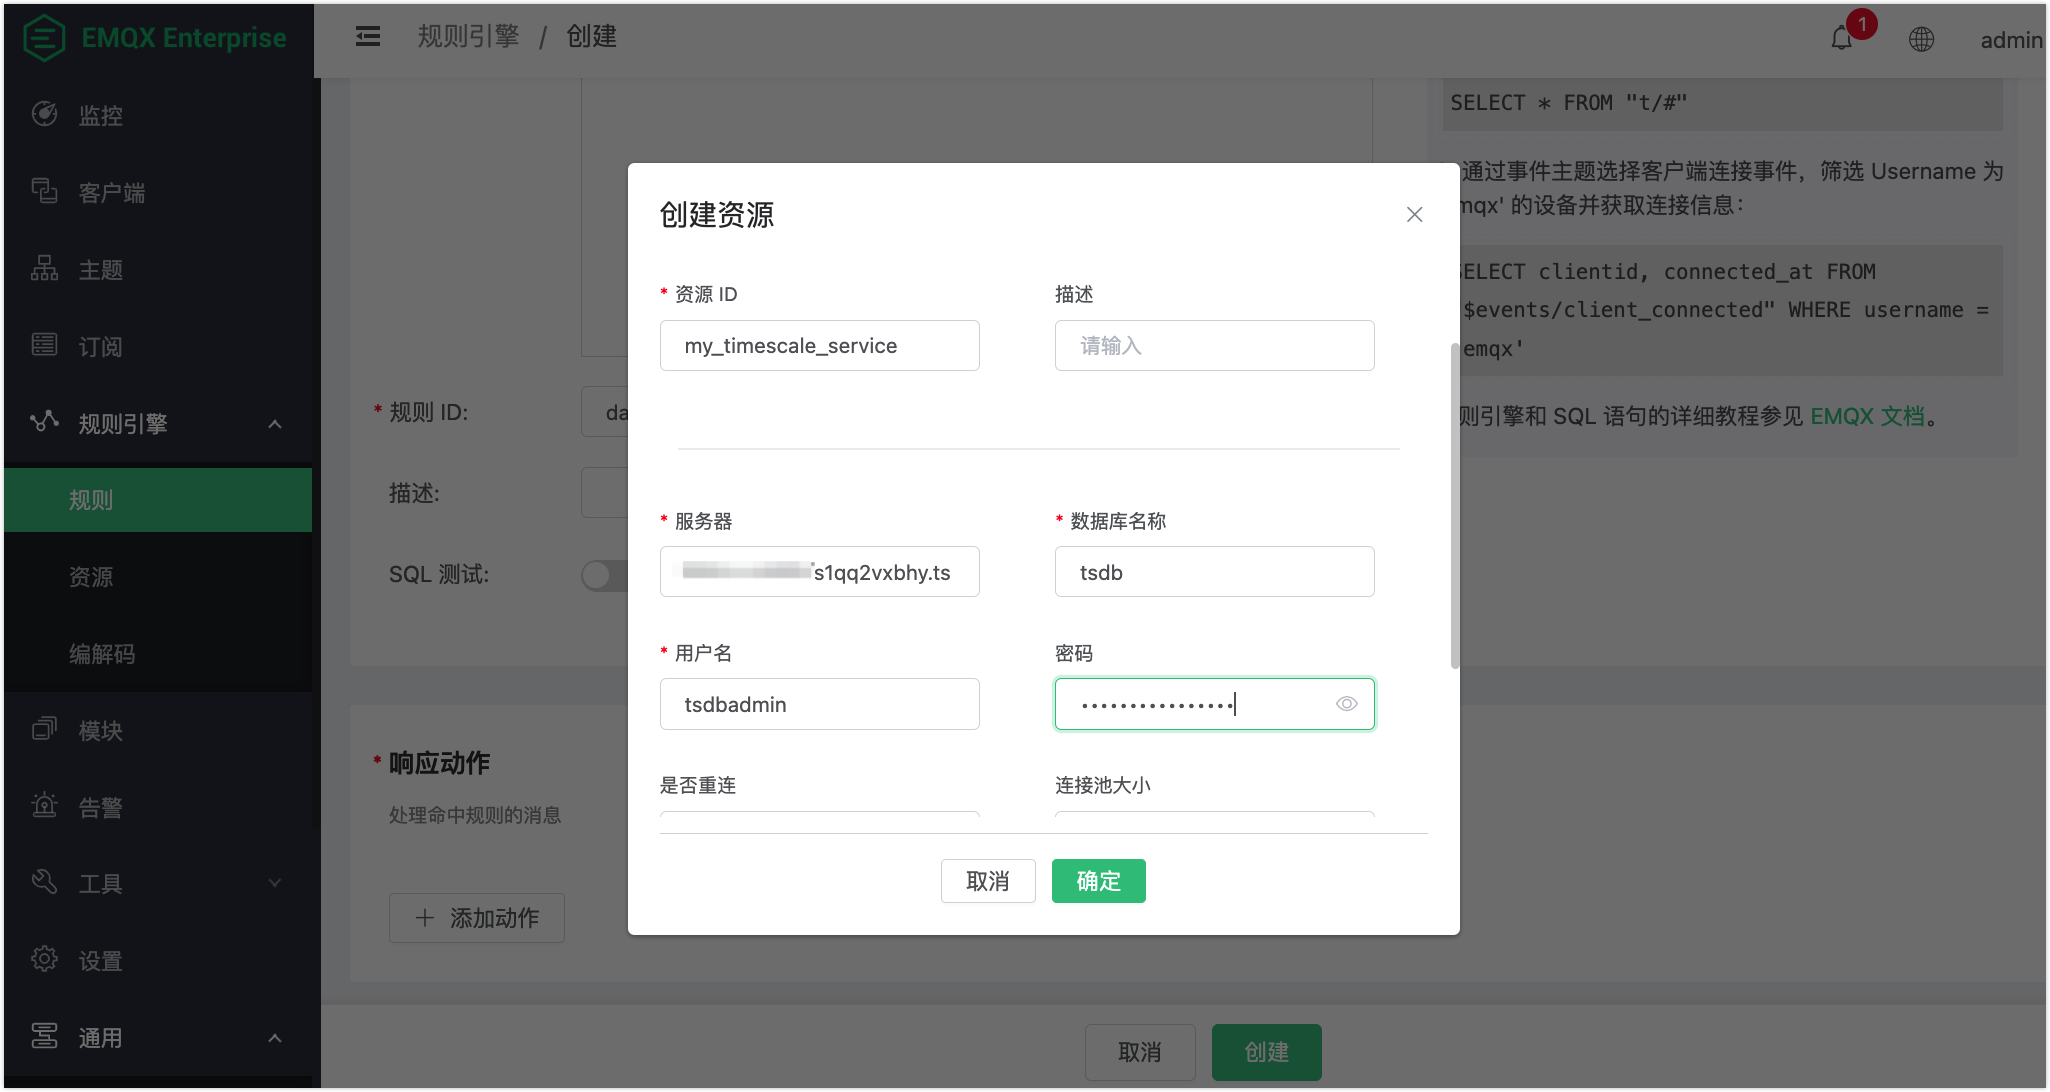 EMQX Enterprise
规则引擎 / 创建
1
admin
监控
客户端
主题
订阅
规则引擎
规则
资源
编解码
模块
告警
工具
设置
通用
SELECT * FROM "t/#"
通过事件主题选择客户端连接事件，筛选 Username 为
mqx' 的设备并获取连接信息：
SELECT clientid, connected_at FROM
$events/client_connected" WHERE username =
emqx'
则引擎和 SQL 语句的详细教程参见 EMQX 文档。
* 规则 ID:
da
描述:
SQL 测试:
* 响应动作
处理命中规则的消息
+ 添加动作
取消
创建
创建资源
* 资源 ID
描述
my_timescale_service
请输入
* 服务器
* 数据库名称
s1qq2vxbhy.ts
tsdb
* 用户名
密码
tsdbadmin
••••••••••••••••
是否重连
连接池大小
取消
确定